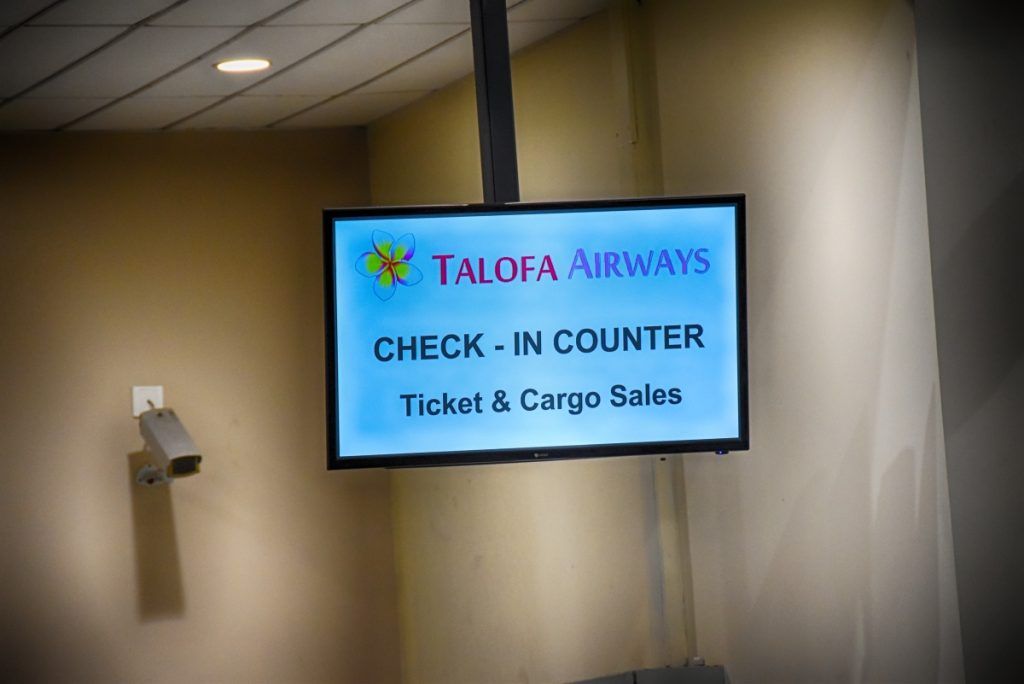 TALOFA AIRWAYS
CHECK - IN COUNTER
Ticket & Cargo Sales